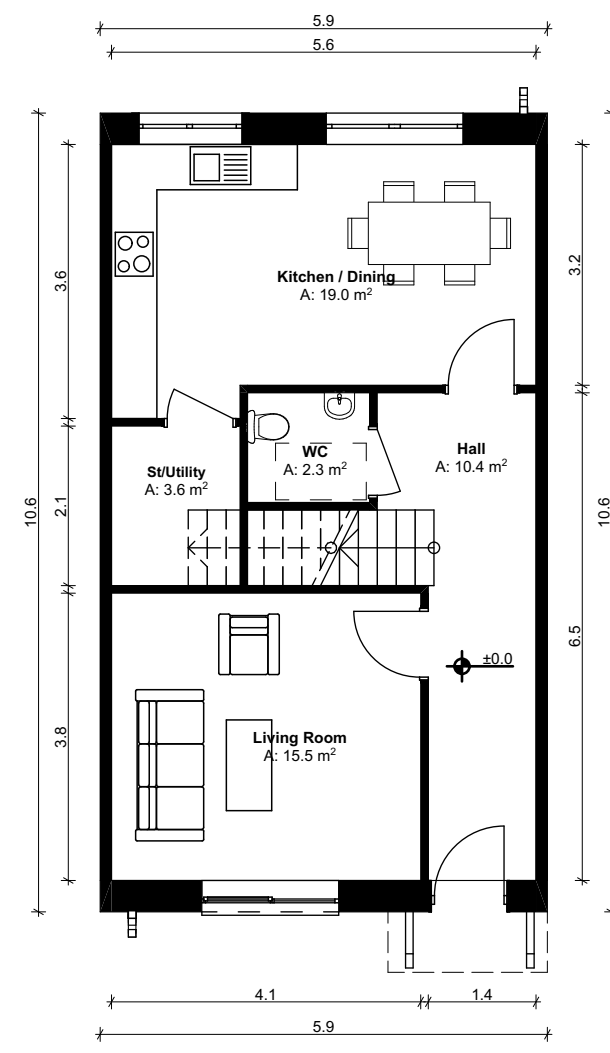 5.9
5.6
3.6
3.2
Kitchen / Dining
A: 19.0 m²
WC
A: 2.3 m²
Hall
A: 10.4 m²
St/Utility
A: 3.6 m²
10.6
2.1
10.6
6.5
±0.0
3.8
Living Room
A: 15.5 m²
4.1
1.4
5.9